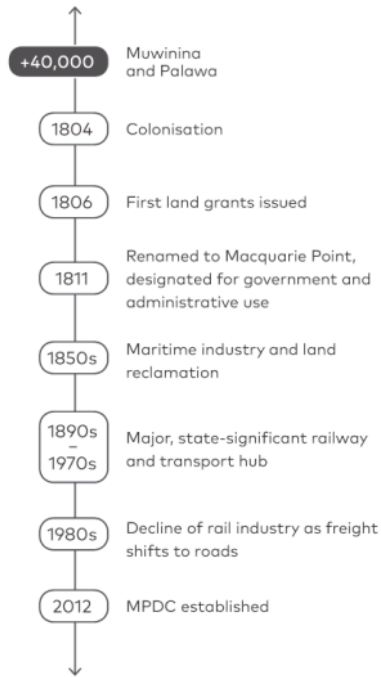 +40,000
Muwinina
and Palawa
1804
Colonisation
1806
First land grants issued
1811
Renamed to Macquarie Point,
designated for government and
administrative use
1850s
Maritime industry and land
reclamation
1890s
–
1970s
Major, state-significant railway
and transport hub
1980s
Decline of rail industry as freight
shifts to roads
2012
MPDC established